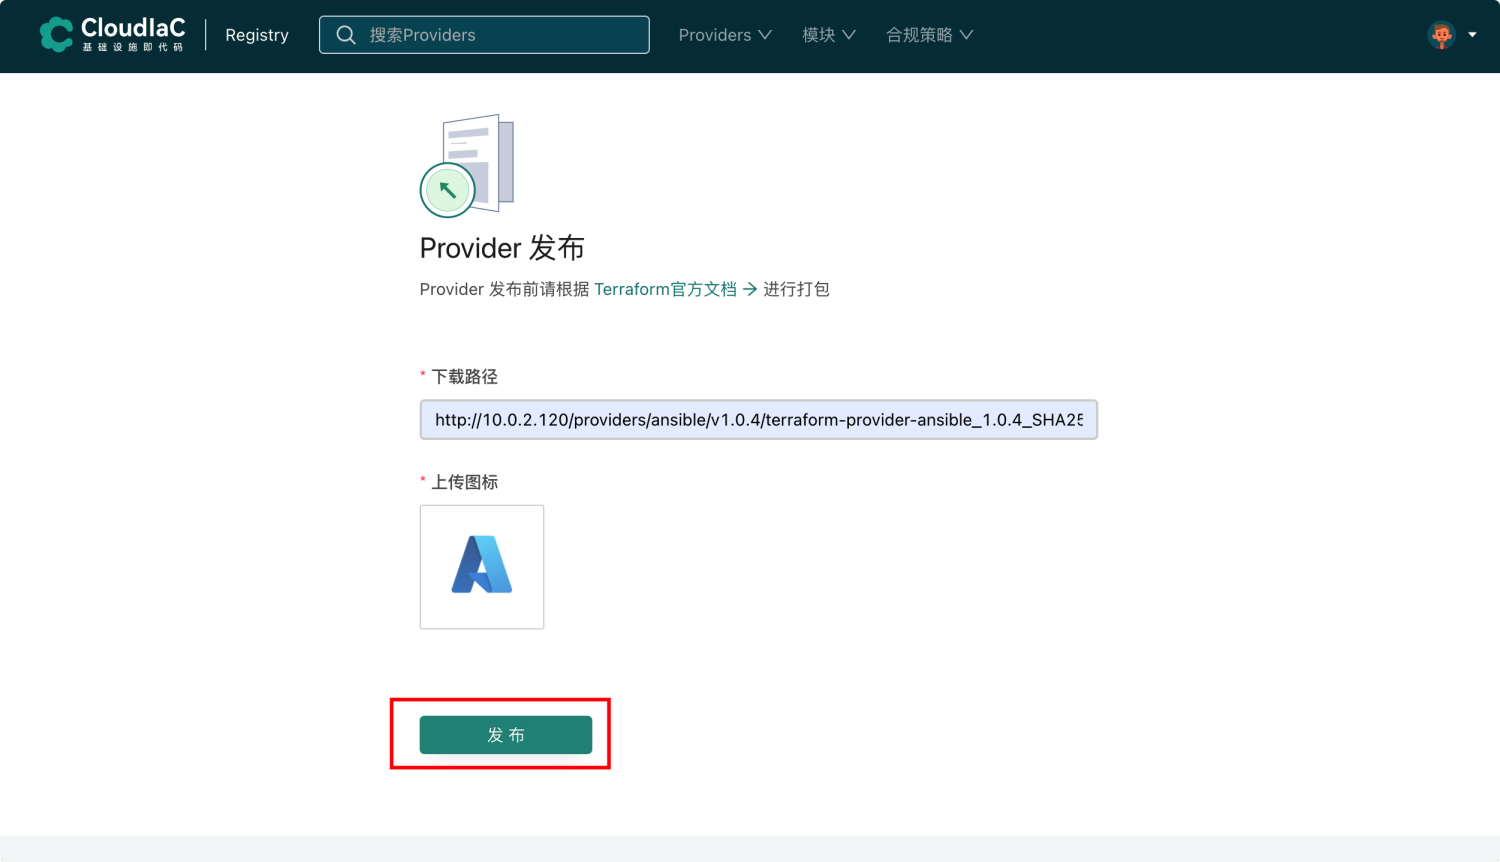 CloudIaC
基础设施即代码
Registry
搜索Providers
Providers
模块
合规策略
Provider 发布
Provider 发布前请根据 Terraform官方文档 → 进行打包
* 下载路径
http://10.0.2.120/providers/ansible/v1.0.4/terraform-provider-ansible_1.0.4_SHA25
* 上传图标
发 布